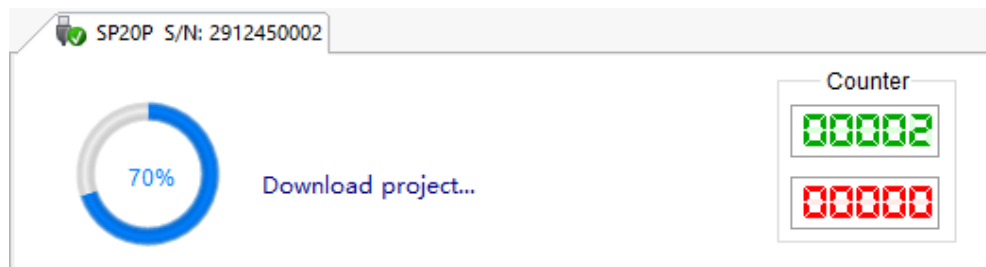 SP20P S/N: 2912450002
Counter
00002
70%
Download project...
00000